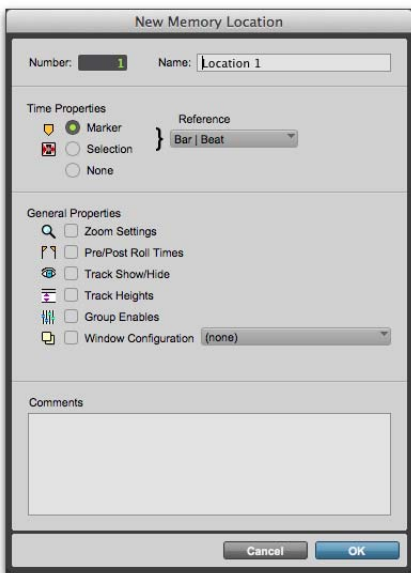 New Memory Location
Number: 1 Name: Location 1
Time Properties
Marker
Selection
None
Reference
Bar | Beat
General Properties
Zoom Settings
Pre/Post Roll Times
Track Show/Hide
Track Heights
Group Enables
Window Configuration (none)
Comments
Cancel OK